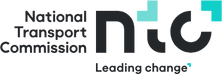 National
Transport
Commission
ntc
Leading change